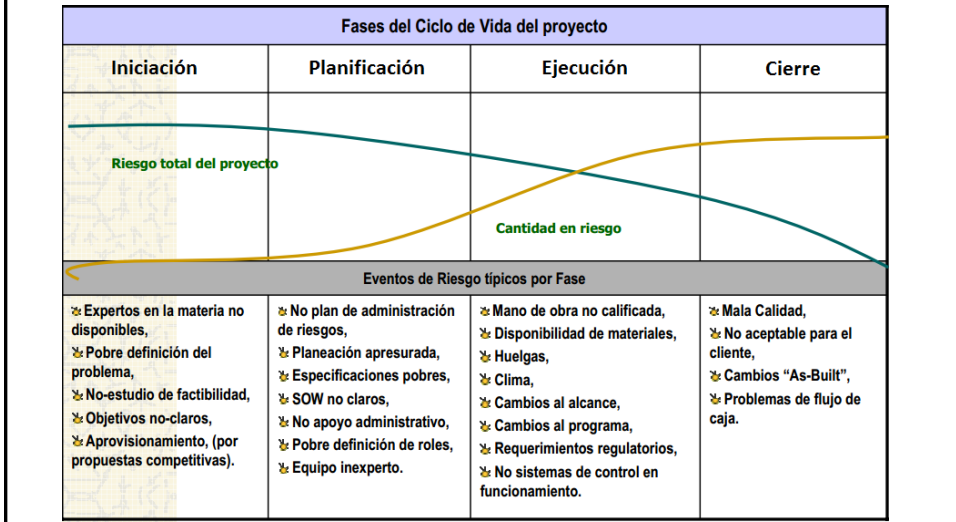 Fases del Ciclo de Vida del proyecto
Iniciación
Planificación
Ejecución
Cierre
Riesgo total del proyecto
Cantidad en riesgo
Eventos de Riesgo típicos por Fase
Expertos en la materia no
disponibles,
Pobre definición del
problema,
No-estudio de factibilidad,
Objetivos no-claros,
Aprovisionamiento, (por
propuestas competitivas).
No plan de administración
de riesgos,
Planeación apresurada,
Especificaciones pobres,
SOW no claros,
No apoyo administrativo,
Pobre definición de roles,
Equipo inexperto.
Mano de obra no calificada,
Disponibilidad de materiales,
Huelgas,
Clima,
Cambios al alcance,
Cambios al programa,
Requerimientos regulatorios,
No sistemas de control en
funcionamiento.
Mala Calidad,
No aceptable para el
cliente,
Cambios “As-Built”,
Problemas de flujo de
caja.